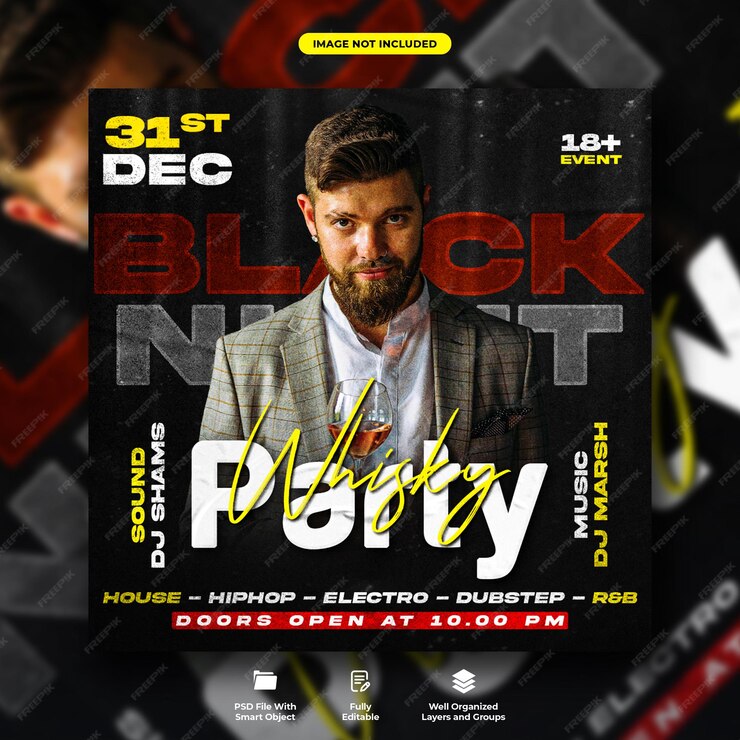 IMAGE NOT INCLUDED
31ST
DEC
18+
EVENT
BLACK
NIGHT
Whisky
Party
SOUND
DJ SHAMS
MUSIC
DJ MARSH
HOUSE - HIPHOP - ELECTRO - DUBSTEP - R&B
DOORS OPEN AT 10.00 PM
PSD File With
Smart Object
Fully
Editable
Well Organized
Layers and Groups
FREEPIK